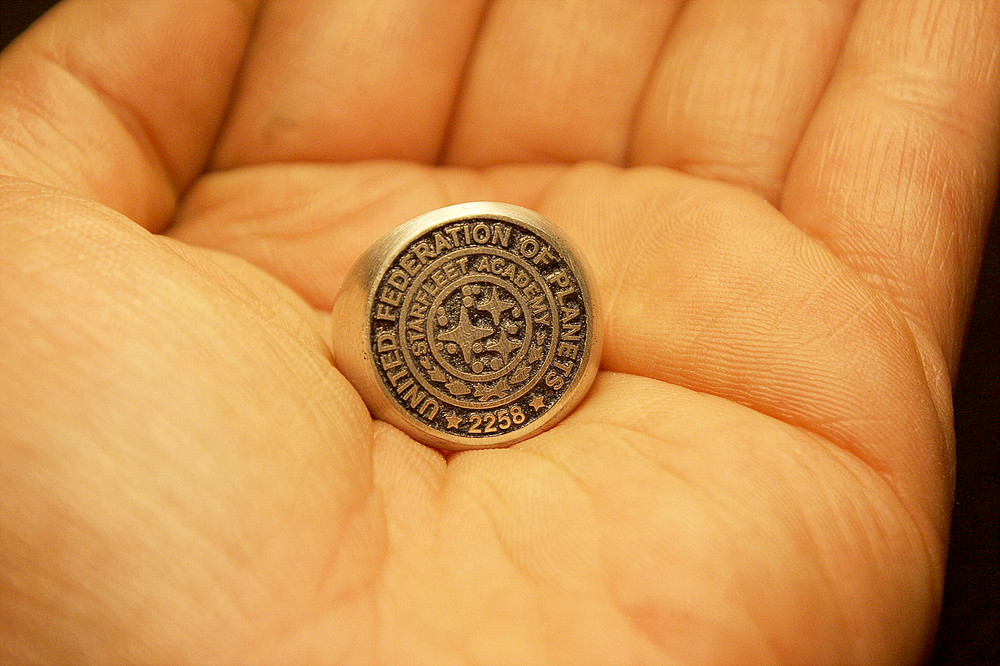 UNITED FEDERATION OF PLANETS
STARFLEET ACADEMY
2258